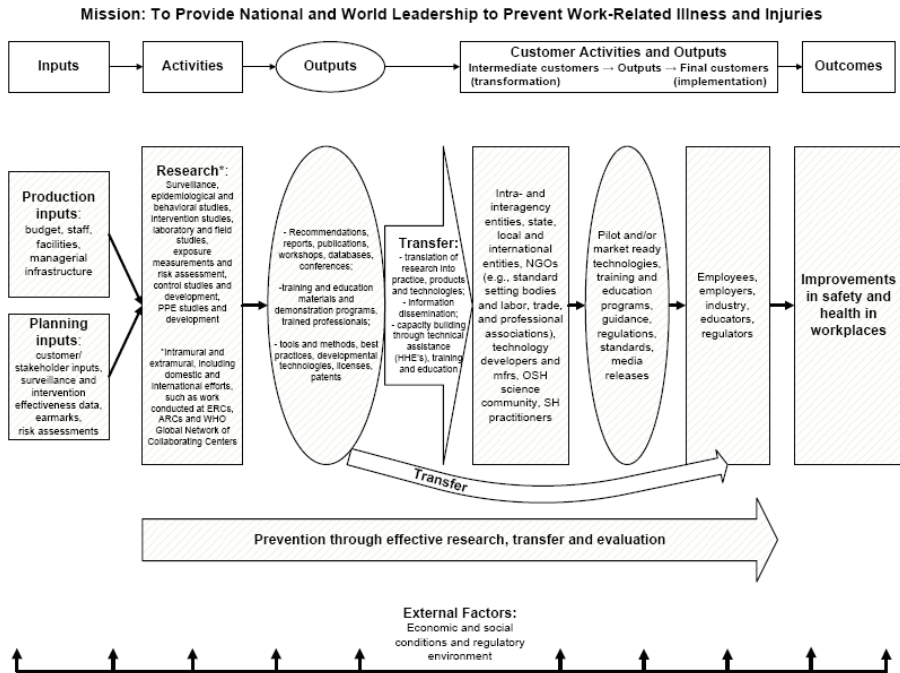 Mission: To Provide National and World Leadership to Prevent Work-Related Illness and Injuries
Inputs
Activities
Outputs
Customer Activities and Outputs
Intermediate customers → Outputs → Final customers
(transformation) (implementation)
Outcomes
Production
inputs:
budget, staff,
facilities,
managerial
infrastructure
Planning
inputs:
customer/
stakeholder inputs,
surveillance and
intervention
effectiveness data,
earmarks,
risk assessments
Research*:
Surveillance,
epidemiological and
behavioral studies,
intervention studies,
laboratory and field
studies,
exposure
measurements and
risk assessment,
control studies and
development,
PPE studies and
development
*Intramural and
extramural, including
domestic and
international efforts,
such as work
conducted at ERCs,
ARCs and WHO
Global Network of
Collaborating Centers
- Recommendations,
reports, publications,
workshops, databases,
conferences;
-training and education
materials and
demonstration programs,
trained professionals;
- tools and methods, best
practices, developmental
technologies, licenses,
patents
Transfer:
- translation of
research into
practice, products
and technologies;
- information
dissemination;
- capacity building
through technical
assistance
(HHE's), training
and education
Intra- and
interagency
entities, state,
local and
international
entities, NGOs
(e.g., standard
setting bodies
and labor, trade,
and professional
associations),
technology
developers and
mfrs, OSH
science
community, SH
practitioners
Pilot and/or
market ready
technologies,
training and
education
programs,
guidance,
regulations,
standards,
media
releases
Employees,
employers,
industry,
educators,
regulators
Improvements
in safety and
health in
workplaces
Transfer
Prevention through effective research, transfer and evaluation
External Factors:
Economic and social
conditions and regulatory
environment